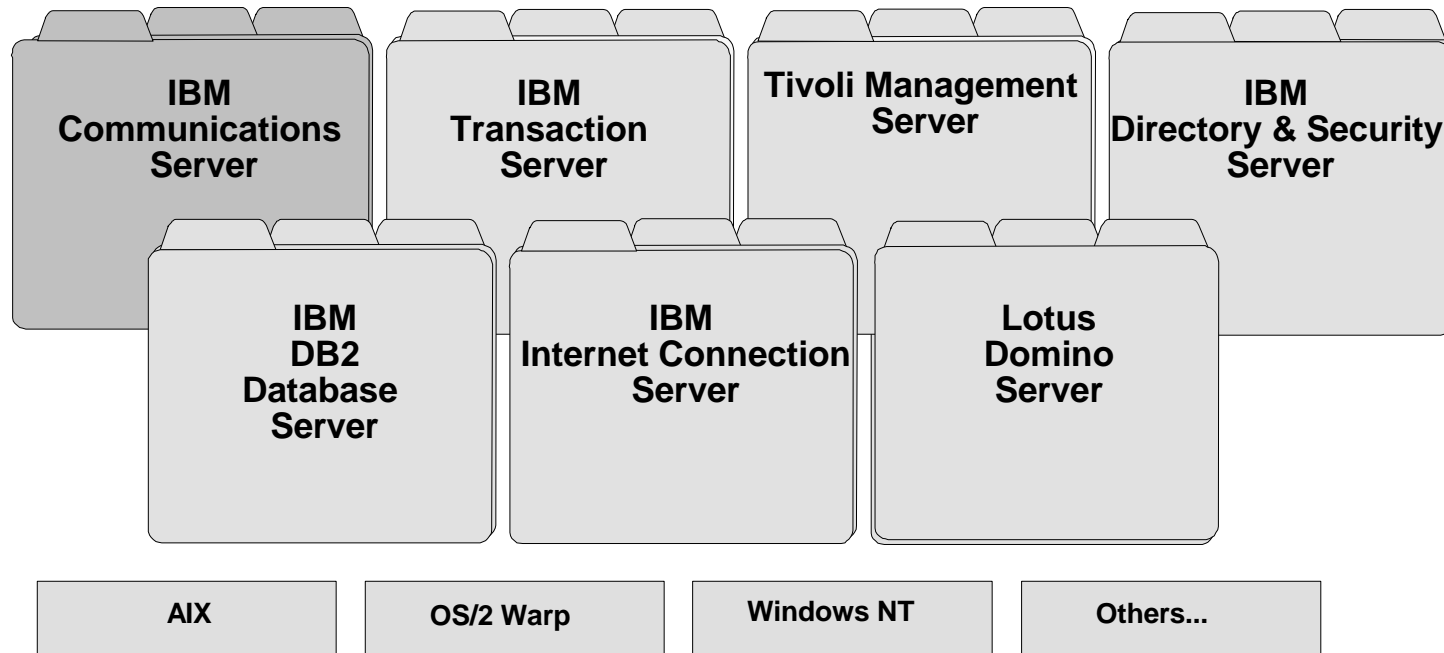 IBM
Communications
Server
IBM
Transaction
Server
Tivoli Management
Server
IBM
Directory & Security
Server
IBM
DB2
Database
Server
IBM
Internet Connection
Server
Lotus
Domino
Server
AIX
OS/2 Warp
Windows NT
Others...